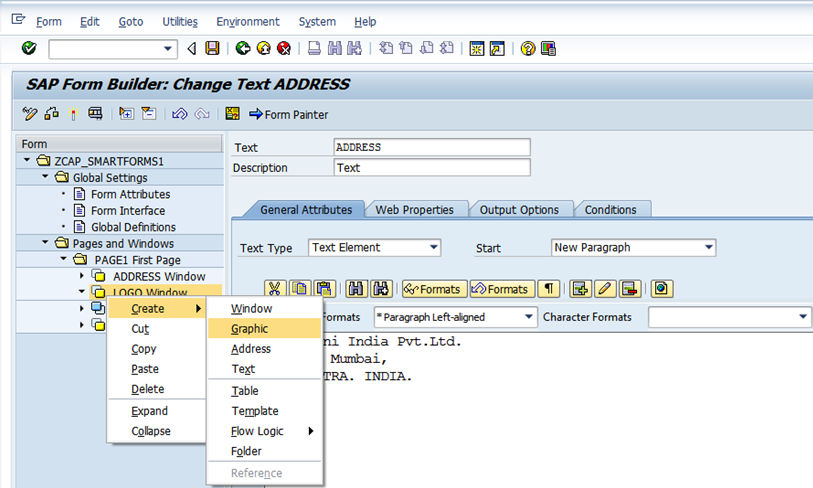 Form Edit Goto Utilities Environment System Help
SAP Form Builder: Change Text ADDRESS
Form Painter
Form
ZCAP_SMARTFORMS1
Global Settings
Form Attributes
Form Interface
Global Definitions
Pages and Windows
PAGE1 First Page
ADDRESS Window
LOGO Window
Create
Cut
Copy
Paste
Delete
Expand
Collapse
Window
Graphic
Address
Text
Table
Template
Flow Logic
Folder
Reference
Text ADDRESS
Description Text
General Attributes Web Properties Output Options Conditions
Text Type Text Element Start New Paragraph
Formats Formats ¶
Formats * Paragraph Left-aligned Character Formats
ni India Pvt.Ltd.
Mumbai,
TRA. INDIA.